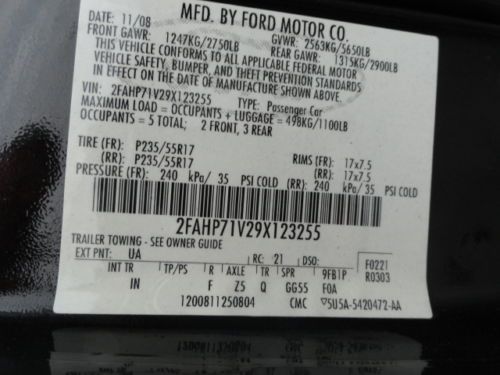 DATE: 11/08 MFD. BY FORD MOTOR CO.
FRONT GAWR: 1247KG/2750LB GVWR: 2563KG/5650LB
REAR GAWR: 1315KG/2900LB
THIS VEHICLE CONFORMS TO ALL APPLICABLE FEDERAL MOTOR
VEHICLE SAFETY, BUMPER, AND THEFT PREVENTION STANDARDS
IN EFFECT ON THE DATE OF MANUFACTURE SHOWN ABOVE.
VIN: 2FAHP71V29X123255 TYPE: Passenger Car
MAXIMUM LOAD = OCCUPANTS + LUGGAGE = 498KG/1100LB
OCCUPANTS = 5 TOTAL; 2 FRONT, 3 REAR
TIRE (FR): P235/55R17 RIMS (FR): 17x7.5
(RR): P235/55R17 (RR): 17x7.5
PRESSURE (FR): 240 kPa/ 35 PSI COLD (RR): 240 kPa/ 35 PSI COLD
2FAHP71V29X123255
TRAILER TOWING - SEE OWNER GUIDE
EXT PNT: UA RC: 21 DSO: F0221
R0303
INT TR TP/PS R AXLE TR SPR 9FB1P
IN F Z5 Q GG55 F0A
1200811250804 CMC 5U5A-5420472-AA